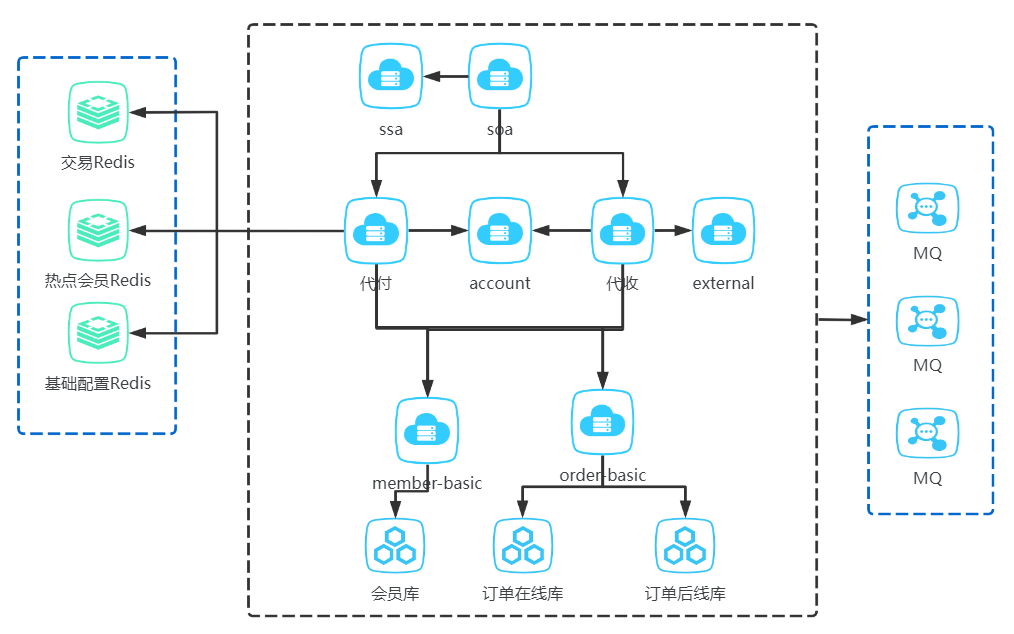 ssa
soa
交易Redis
热点会员Redis
基础配置Redis
代付
account
代收
external
member-basic
order-basic
会员库
订单在线库
订单后线库
MQ
MQ
MQ